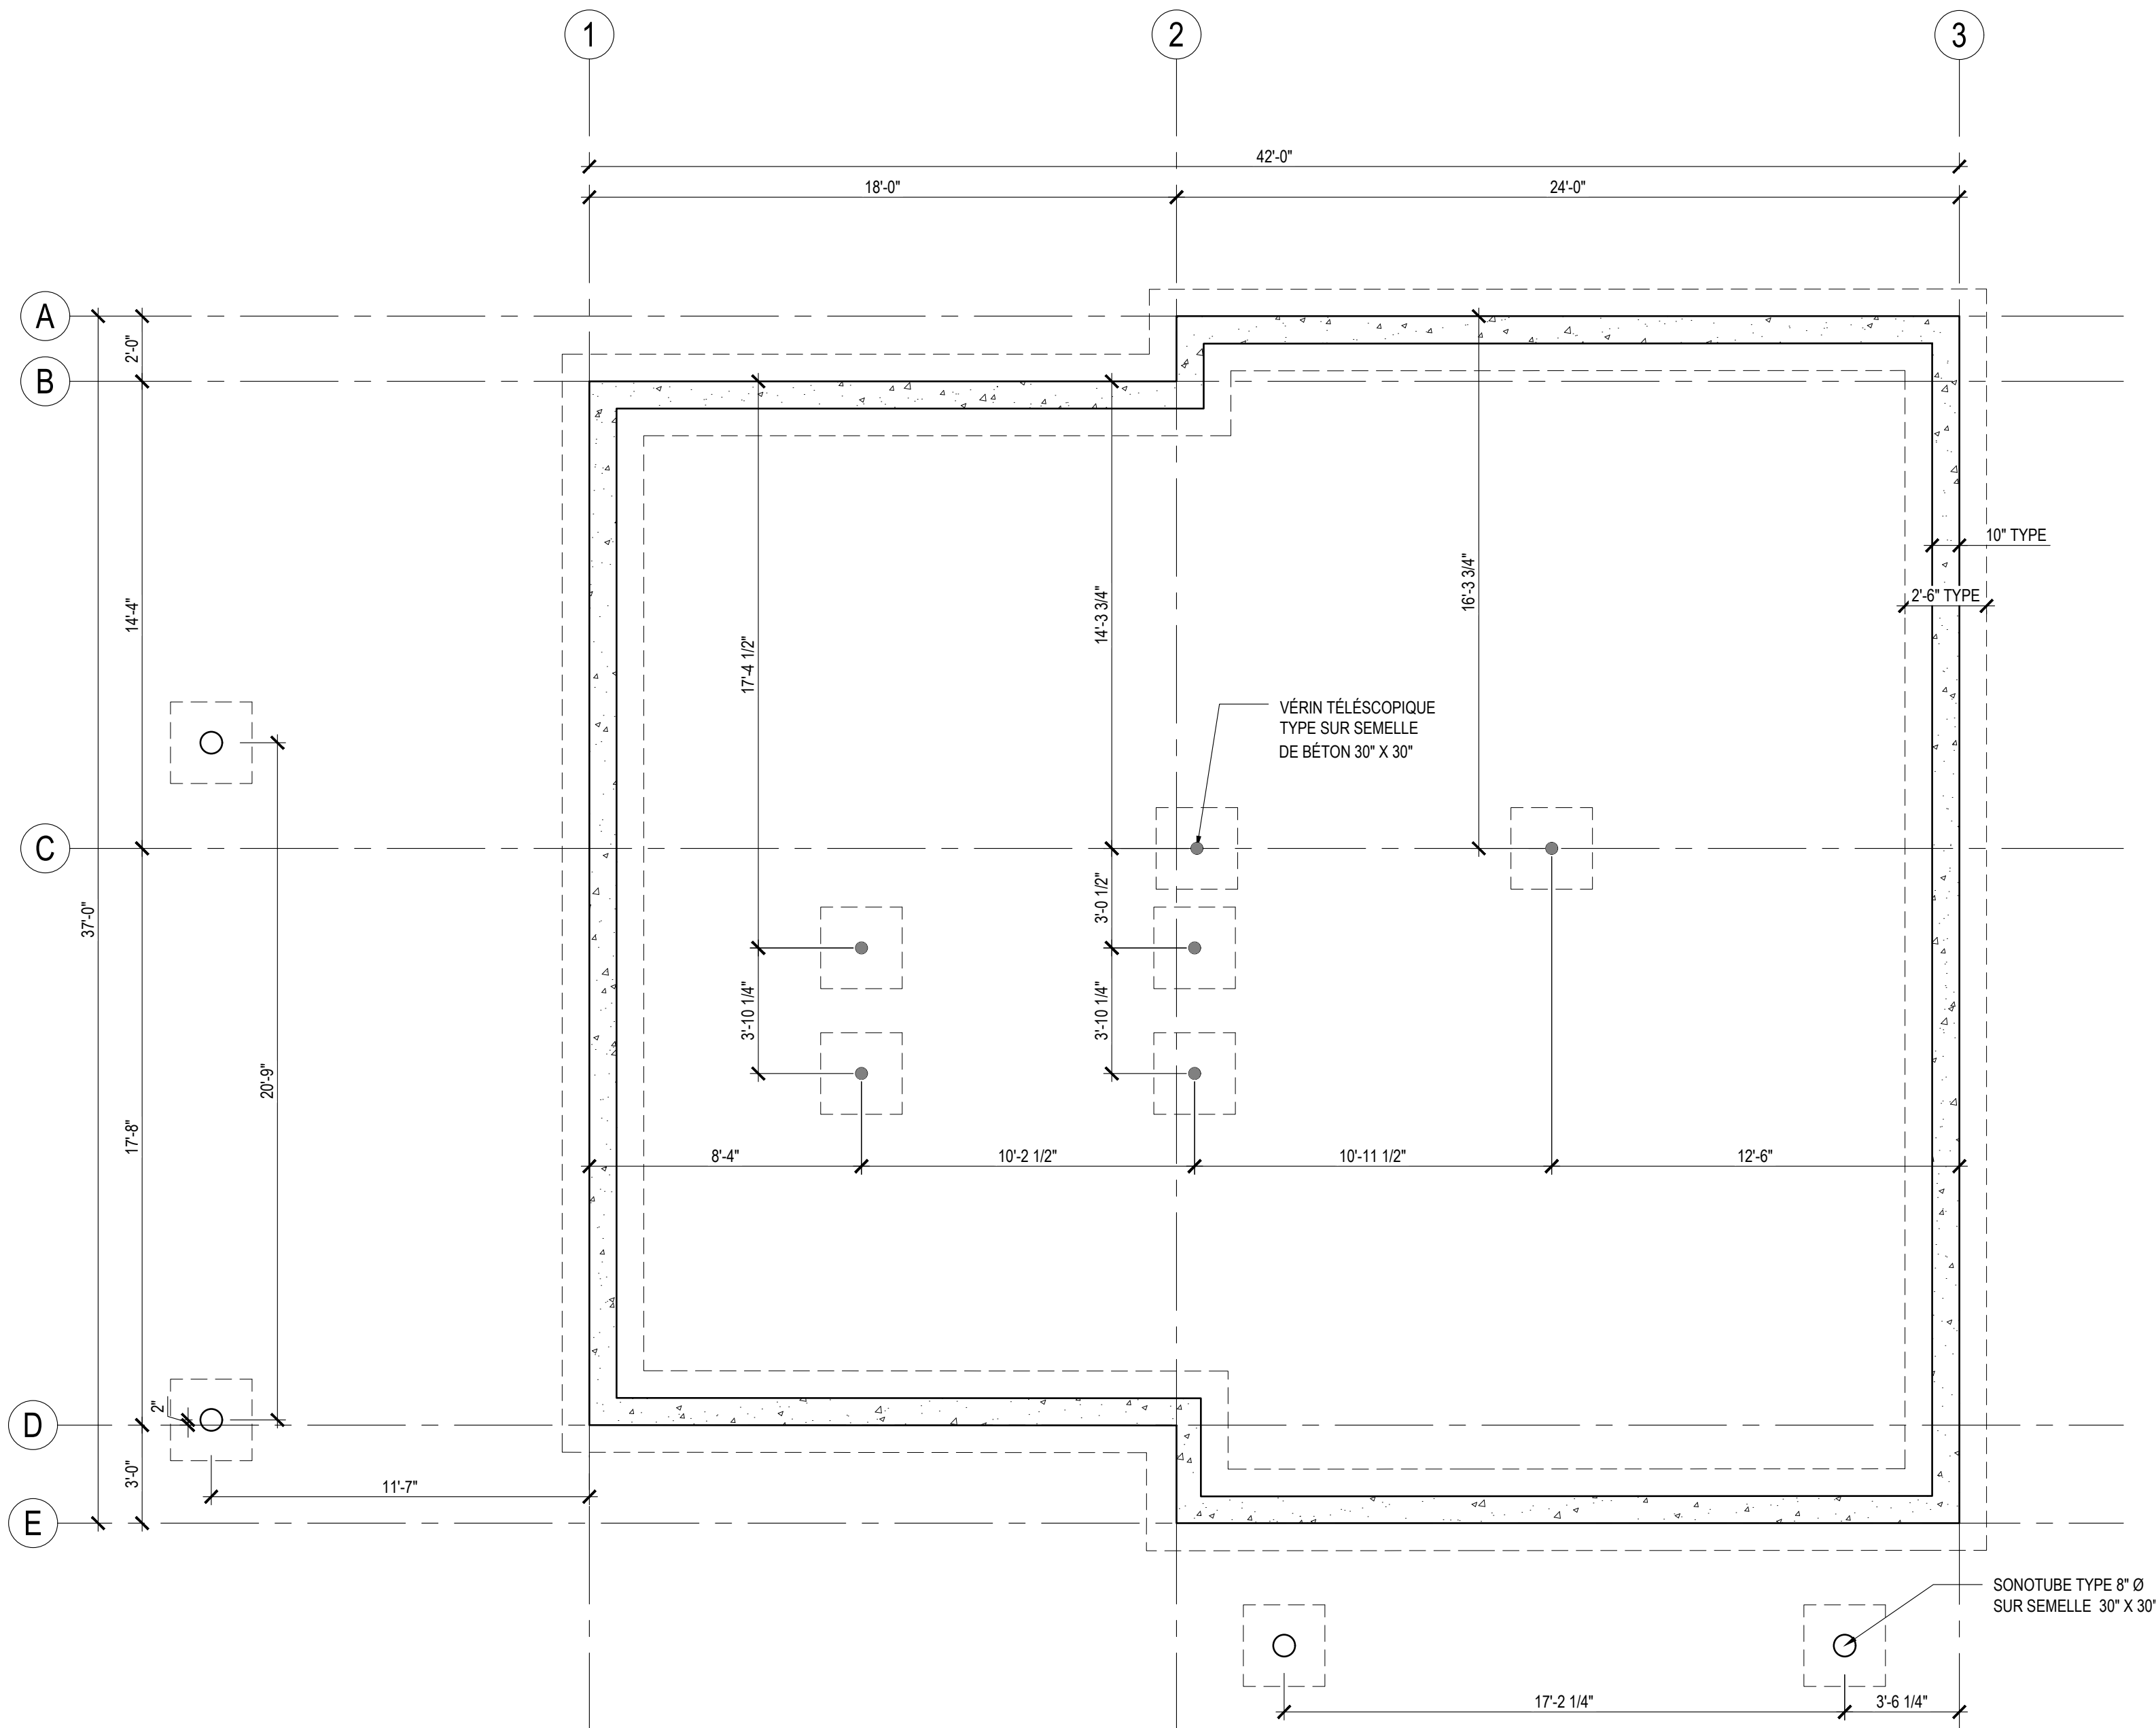 1
2
3
42'-0"
18'-0"
24'-0"
A
2'-0"
B
10" TYPE
16'-3 3/4"
2'-6" TYPE
14'-4"
14'-3 3/4"
17'-4 1/2"
VÉRIN TÉLÉSCOPIQUE
TYPE SUR SEMELLE
DE BÉTON 30" X 30"
C
3'-0 1/2"
37'-0"
3'-10 1/4"
3'-10 1/4"
20'-9"
17'-8"
8'-4"
10'-2 1/2"
10'-11 1/2"
12'-6"
2"
D
3'-0"
11'-7"
E
SONOTUBE TYPE 8" Ø
SUR SEMELLE 30" X 30"
17'-2 1/4"
3'-6 1/4"